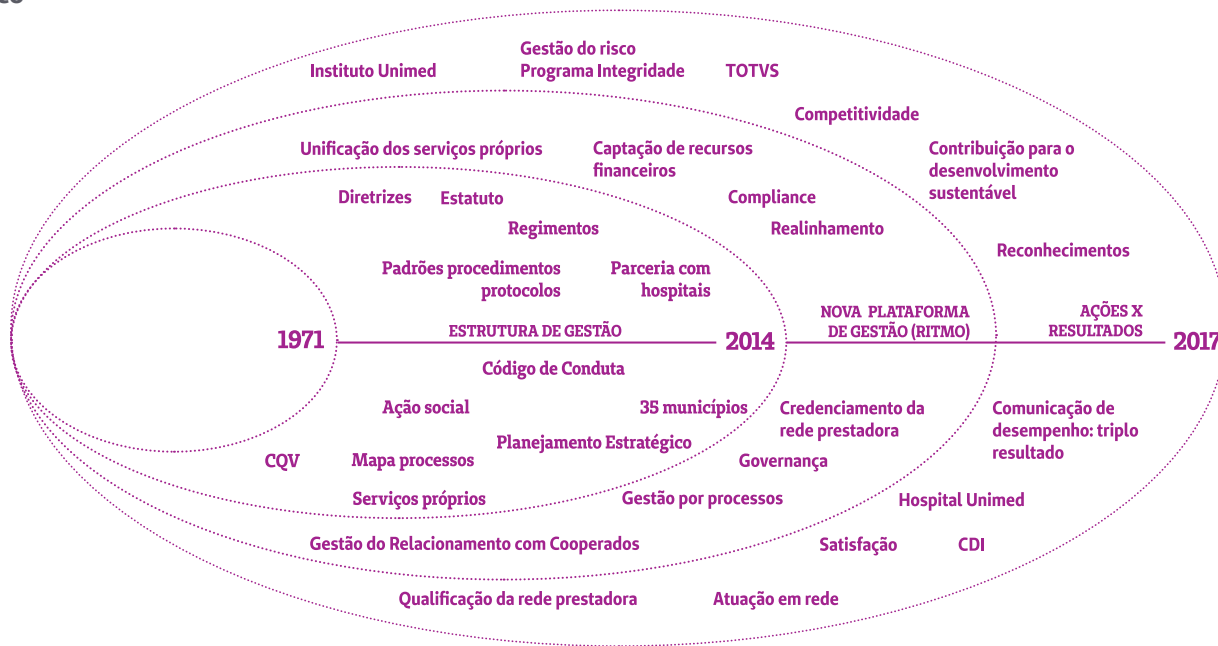 Gestão do risco
Instituto Unimed
Programa Integridade
TOTVS
Competitividade
Unificação dos serviços próprios
Captação de recursos
financeiros
Contribuição para o
desenvolvimento
sustentável
Diretrizes
Estatuto
Compliance
Regimentos
Realinhamento
Reconhecimentos
Padrões procedimentos
protocolos
Parceria com
hospitais
1971
ESTRUTURA DE GESTÃO
2014
NOVA PLATAFORMA
DE GESTÃO (RITMO)
AÇÕES X
RESULTADOS
2017
Código de Conduta
Ação social
35 municípios
Credenciamento da
rede prestadora
Comunicação de
desempenho: triplo
resultado
Planejamento Estratégico
CQV
Mapa processos
Governança
Serviços próprios
Gestão por processos
Hospital Unimed
Gestão do Relacionamento com Cooperados
Satisfação
CDI
Qualificação da rede prestadora
Atuação em rede